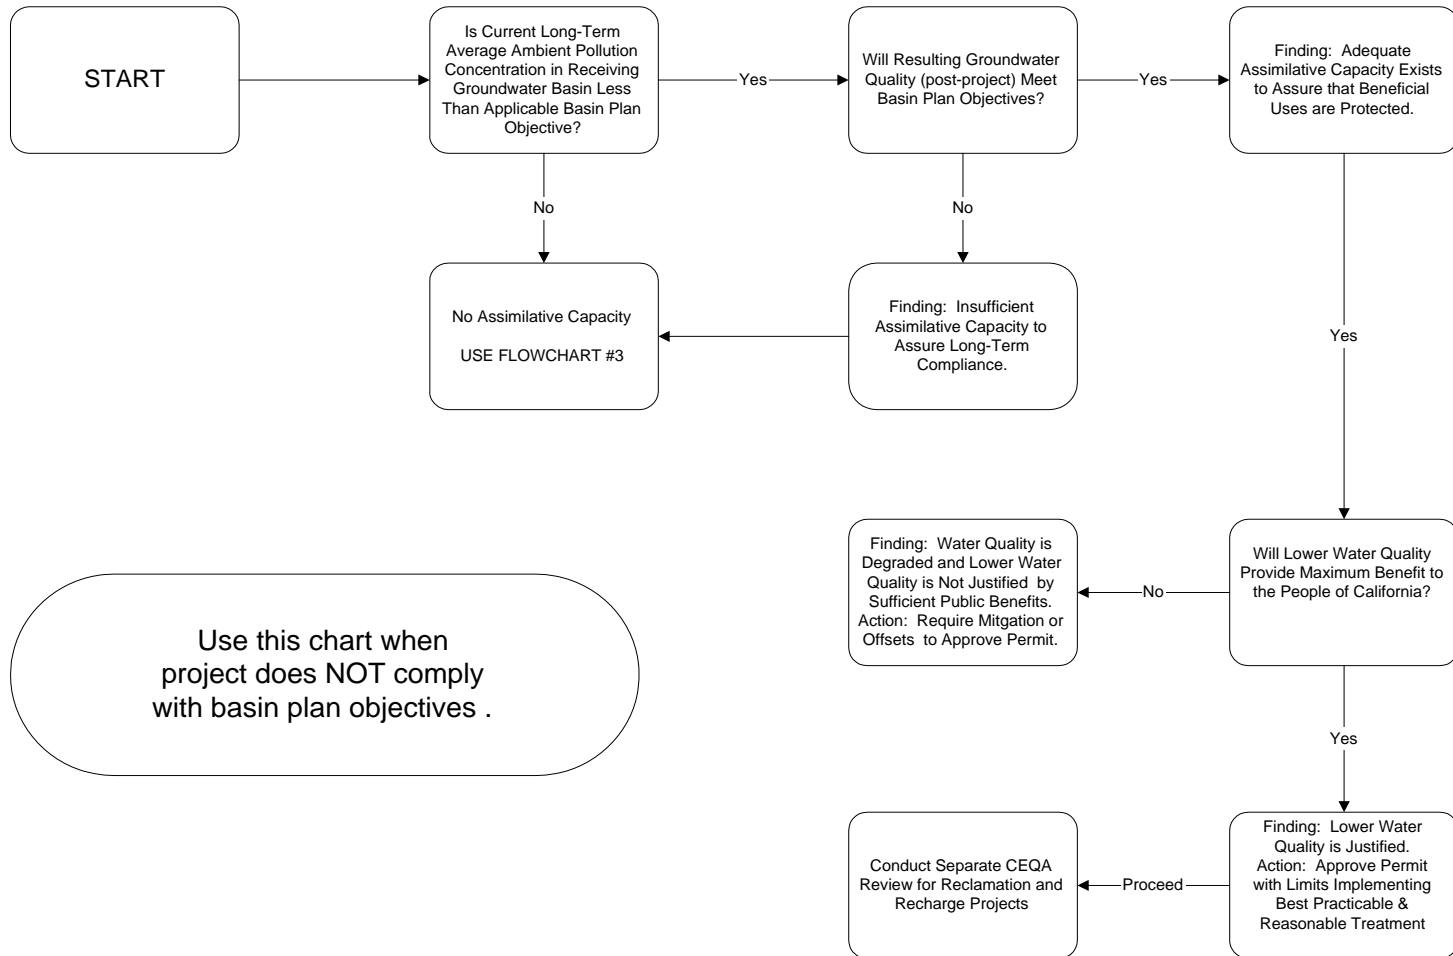 START
Is Current Long-Term
Average Ambient Pollution
Concentration in Receiving
Groundwater Basin Less
Than Applicable Basin Plan
Objective?
Yes
Will Resulting Groundwater
Quality (post-project) Meet
Basin Plan Objectives?
Yes
Finding: Adequate
Assimilative Capacity Exists
to Assure that Beneficial
Uses are Protected.
No
No
No Assimilative Capacity
USE FLOWCHART #3
Finding: Insufficient
Assimilative Capacity to
Assure Long-Term
Compliance.
Yes
Finding: Water Quality is
Degraded and Lower Water
Quality is Not Justified by
Sufficient Public Benefits.
Action: Require Mitgation or
Offsets to Approve Permit.
No
Will Lower Water Quality
Provide Maximum Benefit to
the People of California?
Use this chart when
project does NOT comply
with basin plan objectives .
Yes
Conduct Separate CEQA
Review for Reclamation and
Recharge Projects
Proceed
Finding: Lower Water
Quality is Justified.
Action: Approve Permit
with Limits Implementing
Best Practicable &
Reasonable Treatment